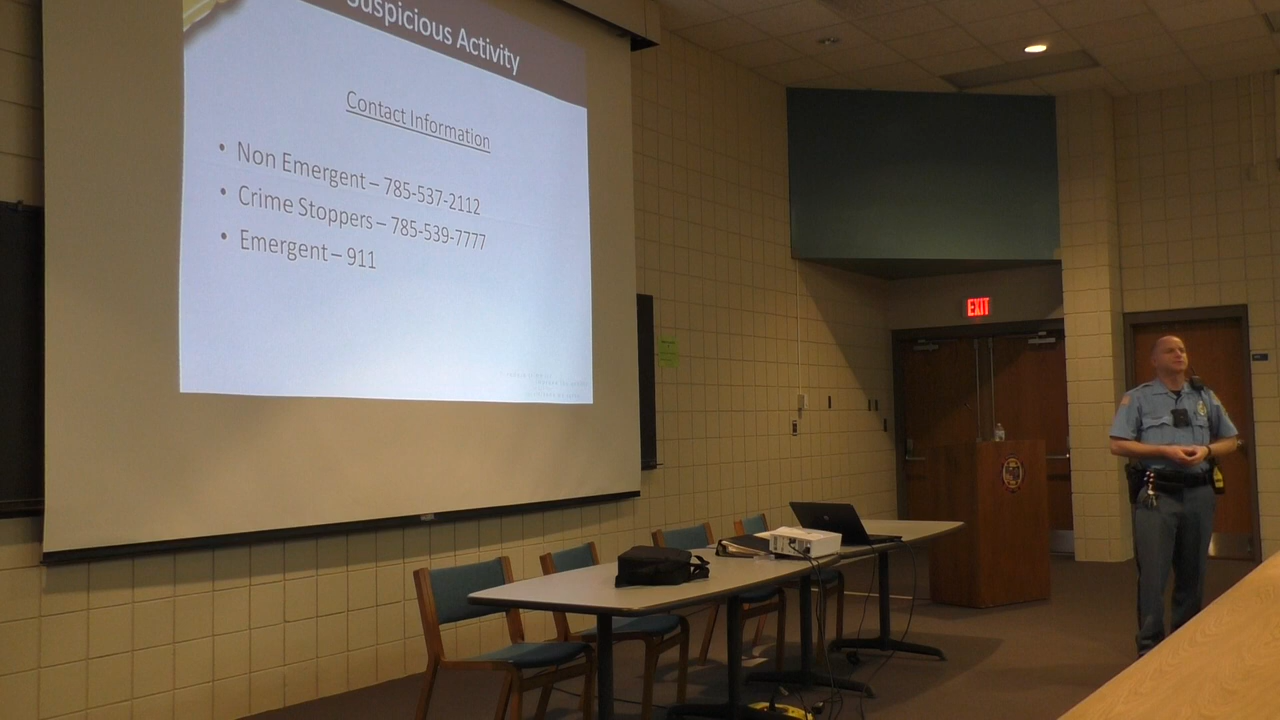 Suspicious Activity
Contact Information
• Non Emergent – 785-537-2112
• Crime Stoppers – 785-539-7777
• Emergent – 911
EXIT